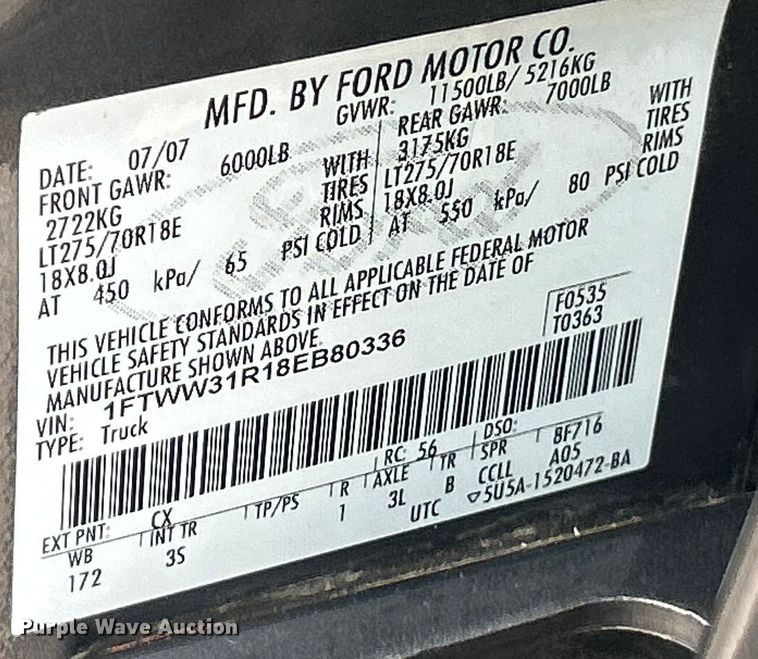 MFD. BY FORD MOTOR CO.
DATE: 07/07 GVWR: 11500LB/ 5216KG
FRONT GAWR: 6000LB REAR GAWR: 7000LB
2722KG WITH 3175KG WITH
LT275/70R18E TIRES LT275/70R18E TIRES
18X8.0J RIMS 18X8.0J RIMS
AT 450 kPa/ 65 PSI COLD AT 550 kPa/ 80 PSI COLD
THIS VEHICLE CONFORMS TO ALL APPLICABLE FEDERAL MOTOR
VEHICLE SAFETY STANDARDS IN EFFECT ON THE DATE OF
MANUFACTURE SHOWN ABOVE.
VIN: 1FTWW31R18EB80336
TYPE: Truck
F0535
T0363
EXT PNT: CX RC: 56 DSO: 8F716
WB INT TR TP/PS R AXLE TR SPR A05
172 3S 1 3L B CCLL
UTC ▽5U5A-1520472-BA
Purple Wave Auction